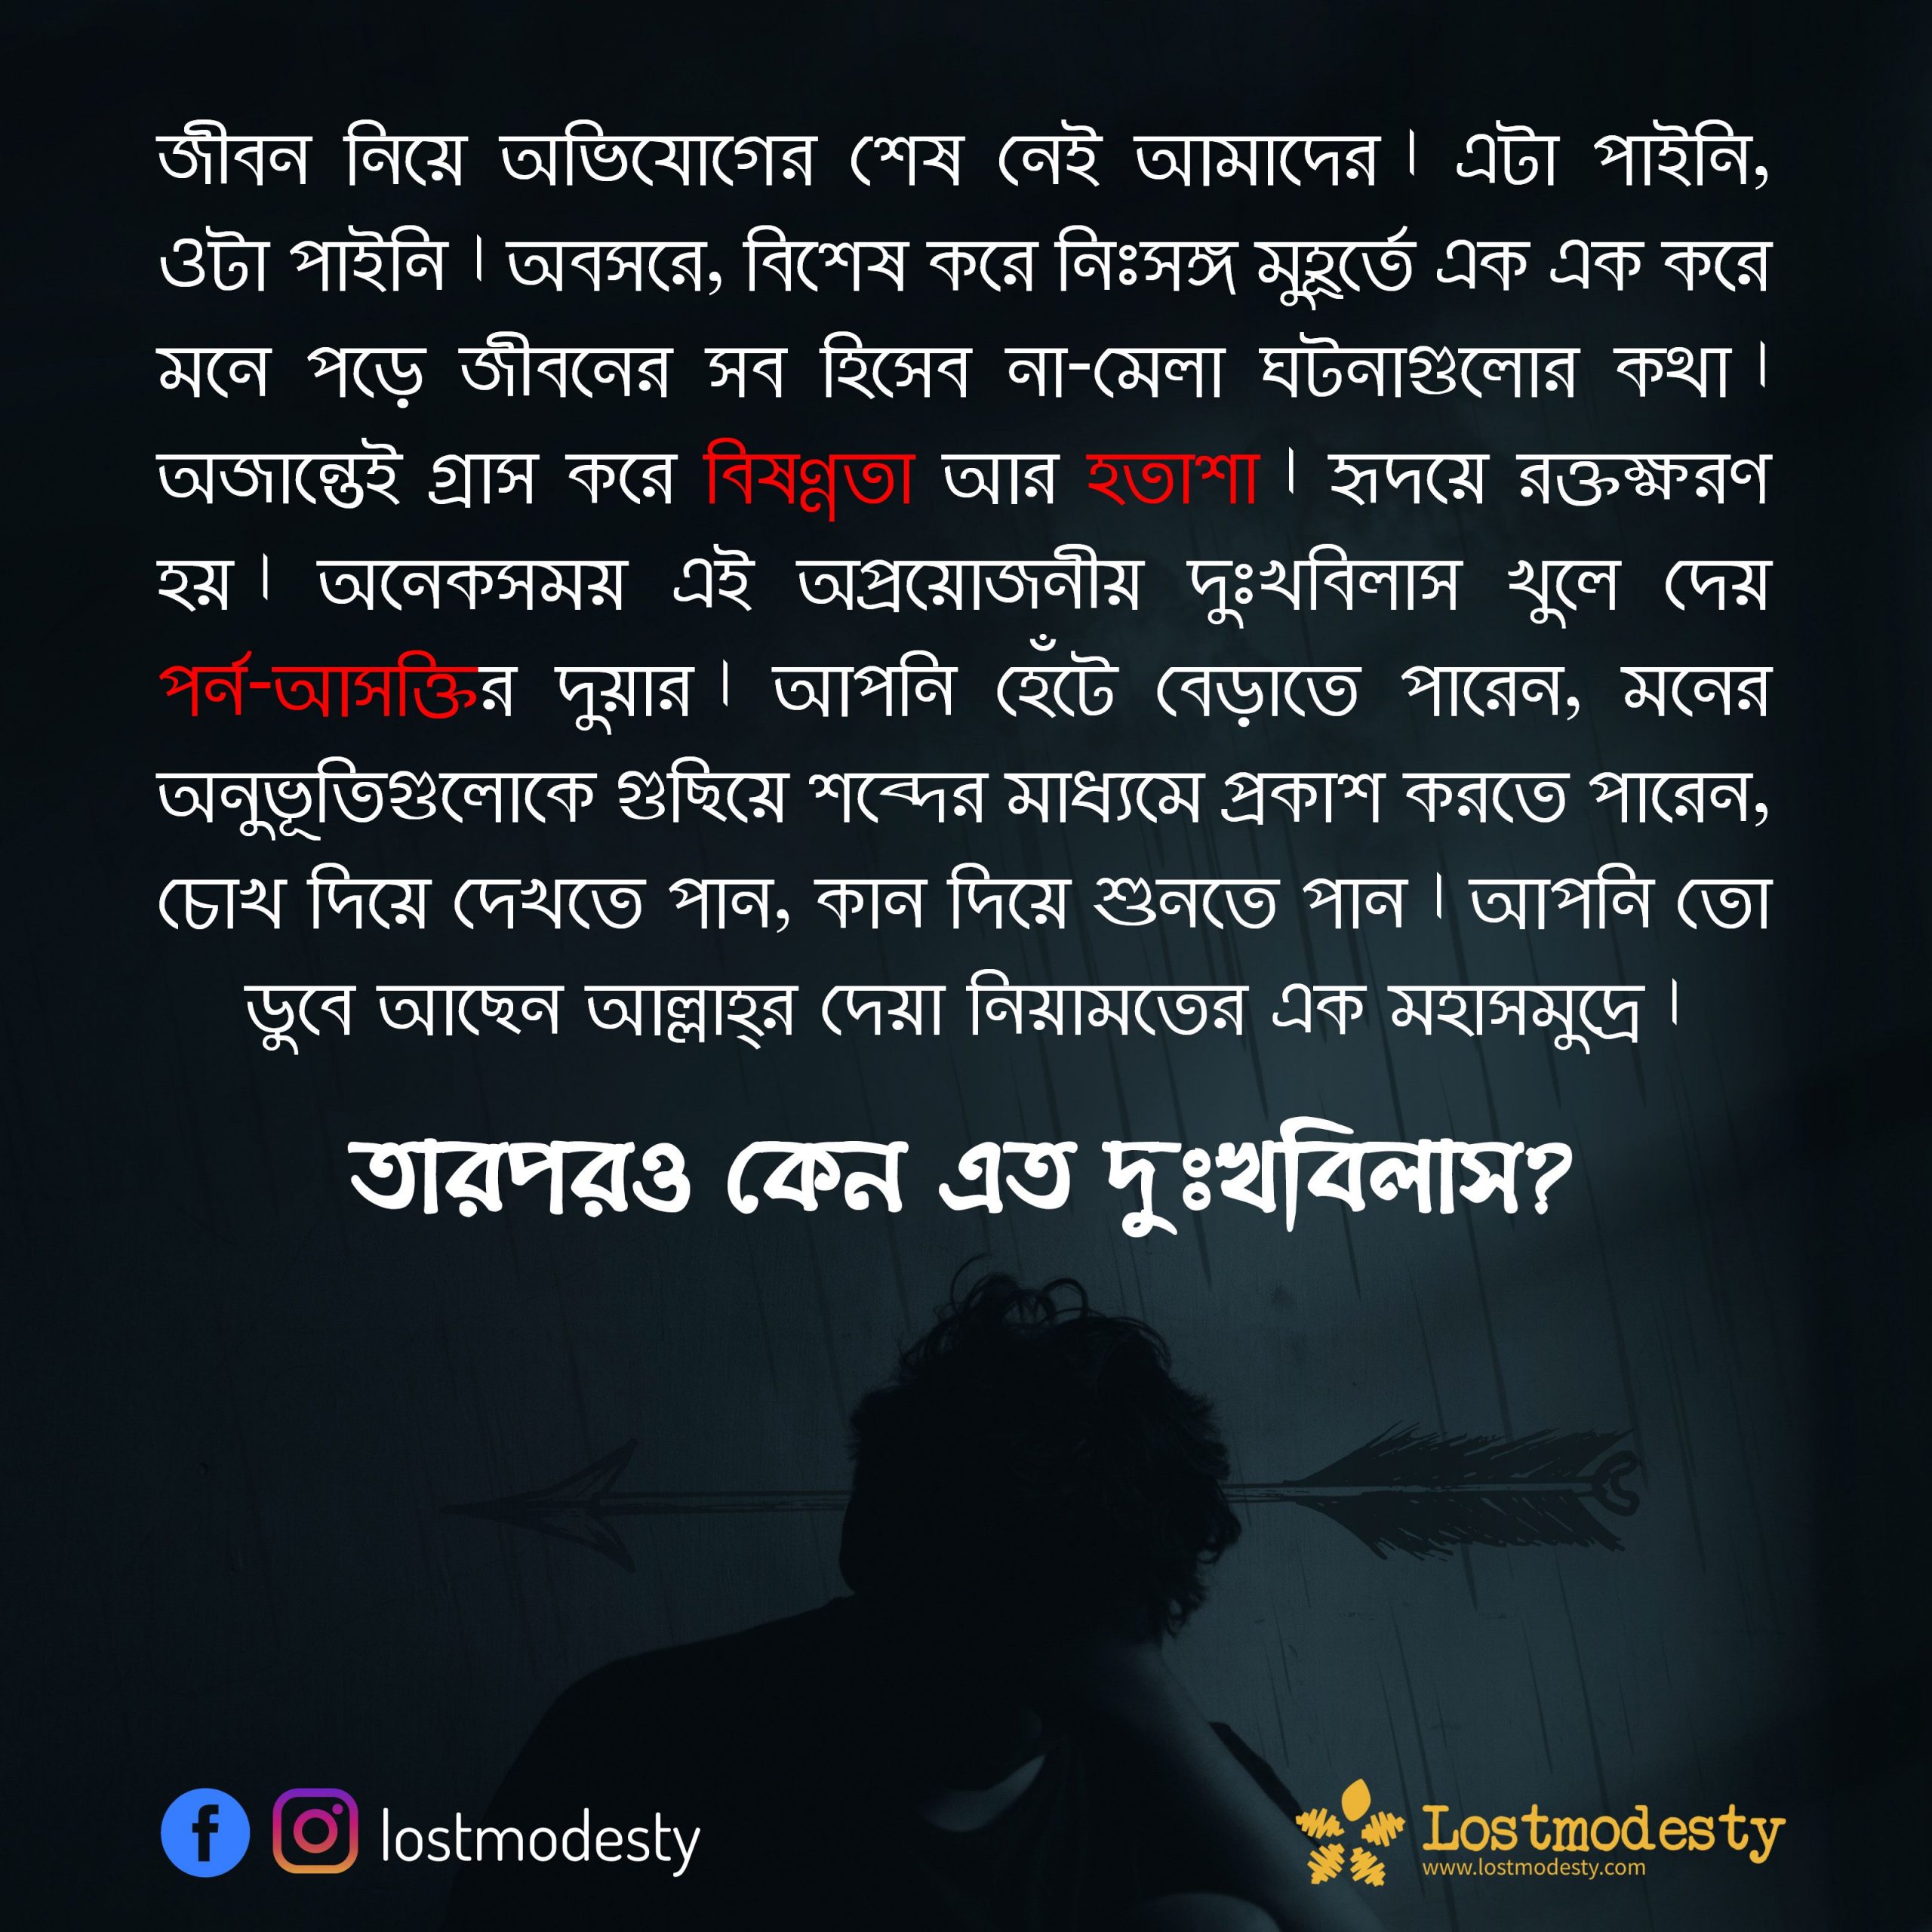 জীবন নিয়ে অভিযোগের শেষ নেই আমাদের। এটা পাইনি,
ওটা পাইনি। অবসরে, বিশেষ করে নিঃসঙ্গ মুহূর্তে এক এক করে
মনে পড়ে জীবনের সব হিসেব না-মেলা ঘটনাগুলোর কথা।
অজান্তেই গ্রাস করে বিষণ্ণতা আর হতাশা। হৃদয়ে রক্তক্ষরণ
হয়। অনেকসময় এই অপ্রয়োজনীয় দুঃখবিলাস খুলে দেয়
পর্ন-আসক্তির দুয়ার। আপনি হেঁটে বেড়াতে পারেন, মনের
অনুভূতিগুলোকে গুছিয়ে শব্দের মাধ্যমে প্রকাশ করতে পারেন,
চোখ দিয়ে দেখতে পান, কান দিয়ে শুনতে পান। আপনি তো
ডুবে আছেন আল্লাহ্‌র দেয়া নিয়ামতের এক মহাসমুদ্রে।
তারপরও কেন এত দুঃখবিলাস?
lostmodesty
Lostmodesty
www.lostmodesty.com